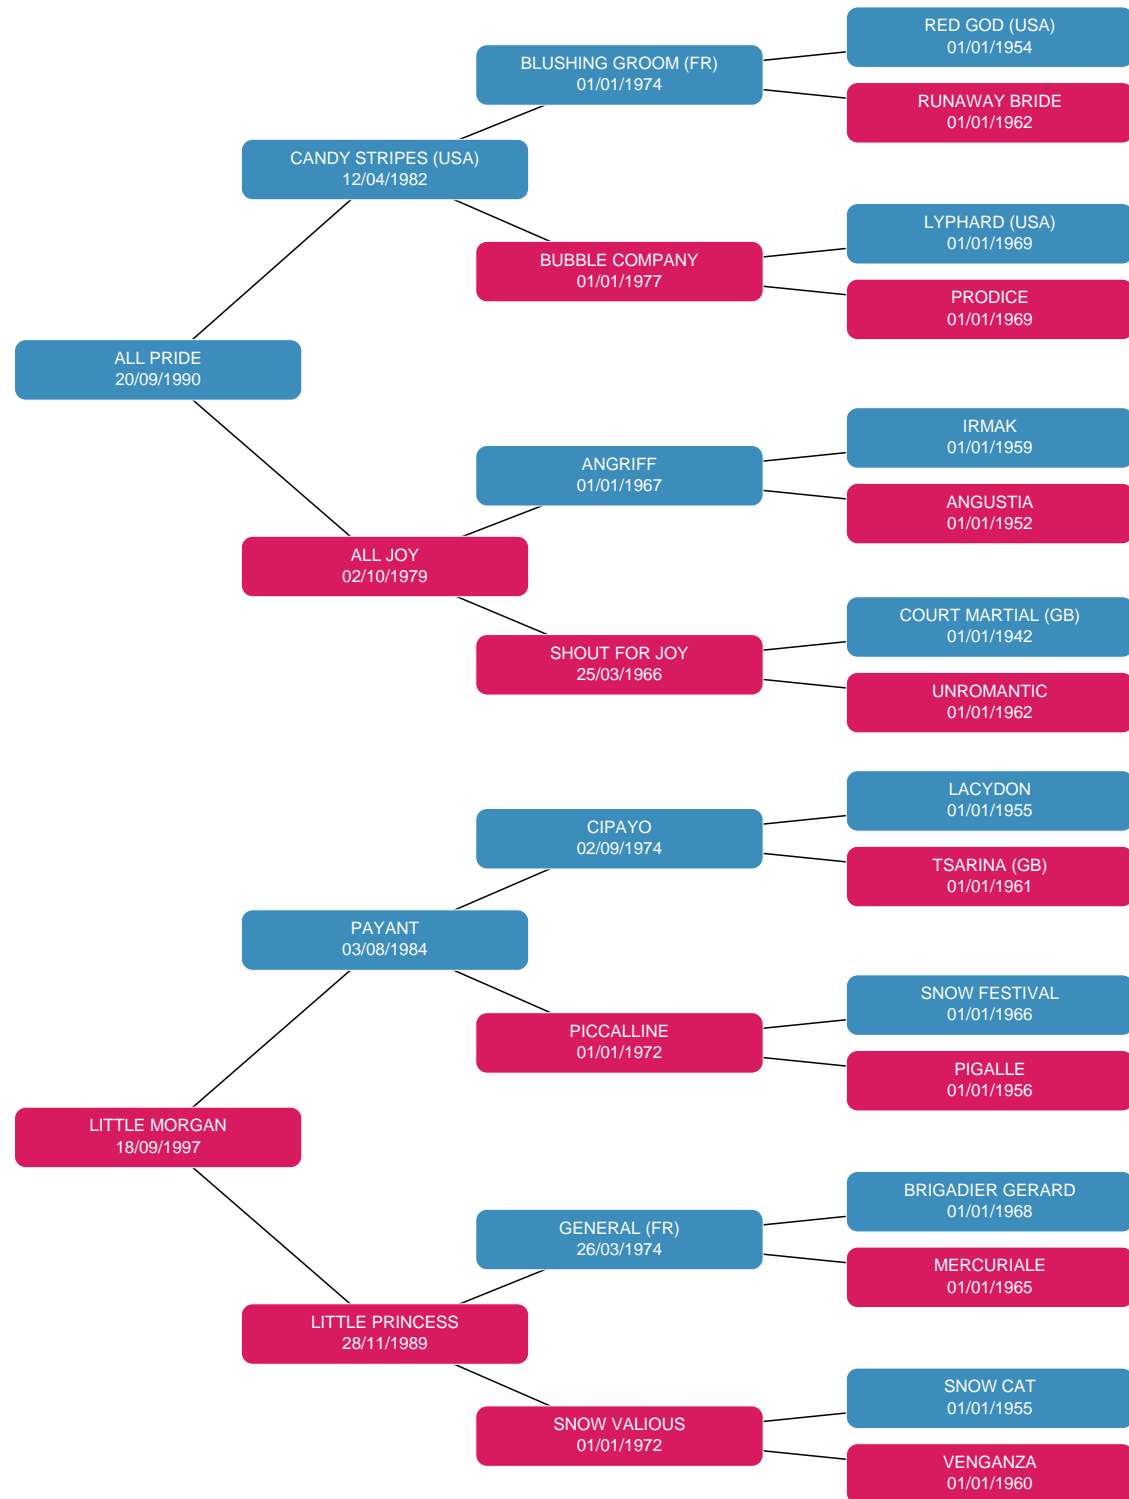 RED GOD (USA)
01/01/1954
BLUSHING GROOM (FR)
01/01/1974
RUNAWAY BRIDE
01/01/1962
CANDY STRIPES (USA)
12/04/1982
LYPHARD (USA)
01/01/1969
BUBBLE COMPANY
01/01/1977
PRODICE
01/01/1969
ALL PRIDE
20/09/1990
IRMAK
01/01/1959
ANGRIFF
01/01/1967
ANGUSTIA
01/01/1952
ALL JOY
02/10/1979
COURT MARTIAL (GB)
01/01/1942
SHOUT FOR JOY
25/03/1966
UNROMANTIC
01/01/1962
LACYDON
01/01/1955
CIPAYO
02/09/1974
TSARINA (GB)
01/01/1961
PAYANT
03/08/1984
SNOW FESTIVAL
01/01/1966
PICCALLINE
01/01/1972
PIGALLE
01/01/1956
LITTLE MORGAN
18/09/1997
BRIGADIER GERARD
01/01/1968
GENERAL (FR)
26/03/1974
MERCURIALE
01/01/1965
LITTLE PRINCESS
28/11/1989
SNOW CAT
01/01/1955
SNOW VALIOUS
01/01/1972
VENGANZA
01/01/1960